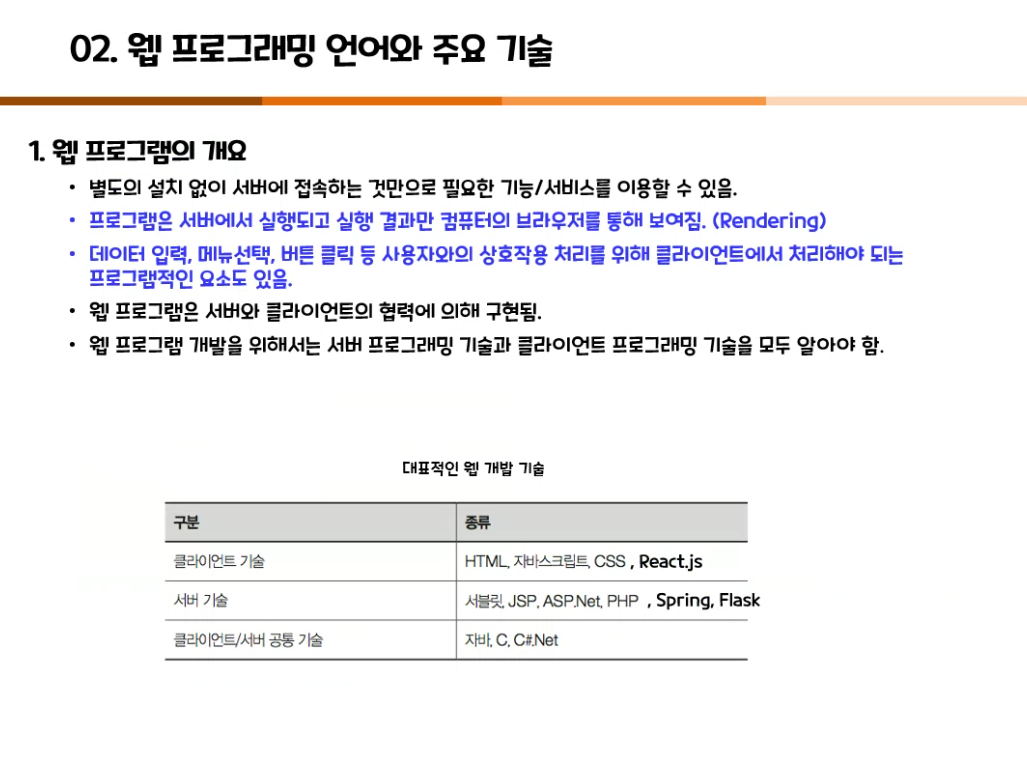 02. 웹 프로그래밍 언어와 주요 기술
1. 웹 프로그램의 개요
• 별도의 설치 없이 서버에 접속하는 것만으로 필요한 기능/서비스를 이용할 수 있음.
• 프로그램은 서버에서 실행되고 실행 결과만 컴퓨터의 브라우저를 통해 보여짐. (Rendering)
• 데이터 입력, 메뉴선택, 버튼 클릭 등 사용자와의 상호작용 처리를 위해 클라이언트에서 처리해야 되는
프로그램적인 요소도 있음.
• 웹 프로그램은 서버와 클라이언트의 협력에 의해 구현됨.
• 웹 프로그램 개발을 위해서는 서버 프로그래밍 기술과 클라이언트 프로그래밍 기술을 모두 알아야 함.
대표적인 웹 개발 기술
구분 종류
클라이언트 기술 HTML, 자바스크립트, CSS , React.js
서버 기술 서블릿, JSP, ASP.Net, PHP , Spring, Flask
클라이언트/서버 공통 기술 자바, C, C#.Net